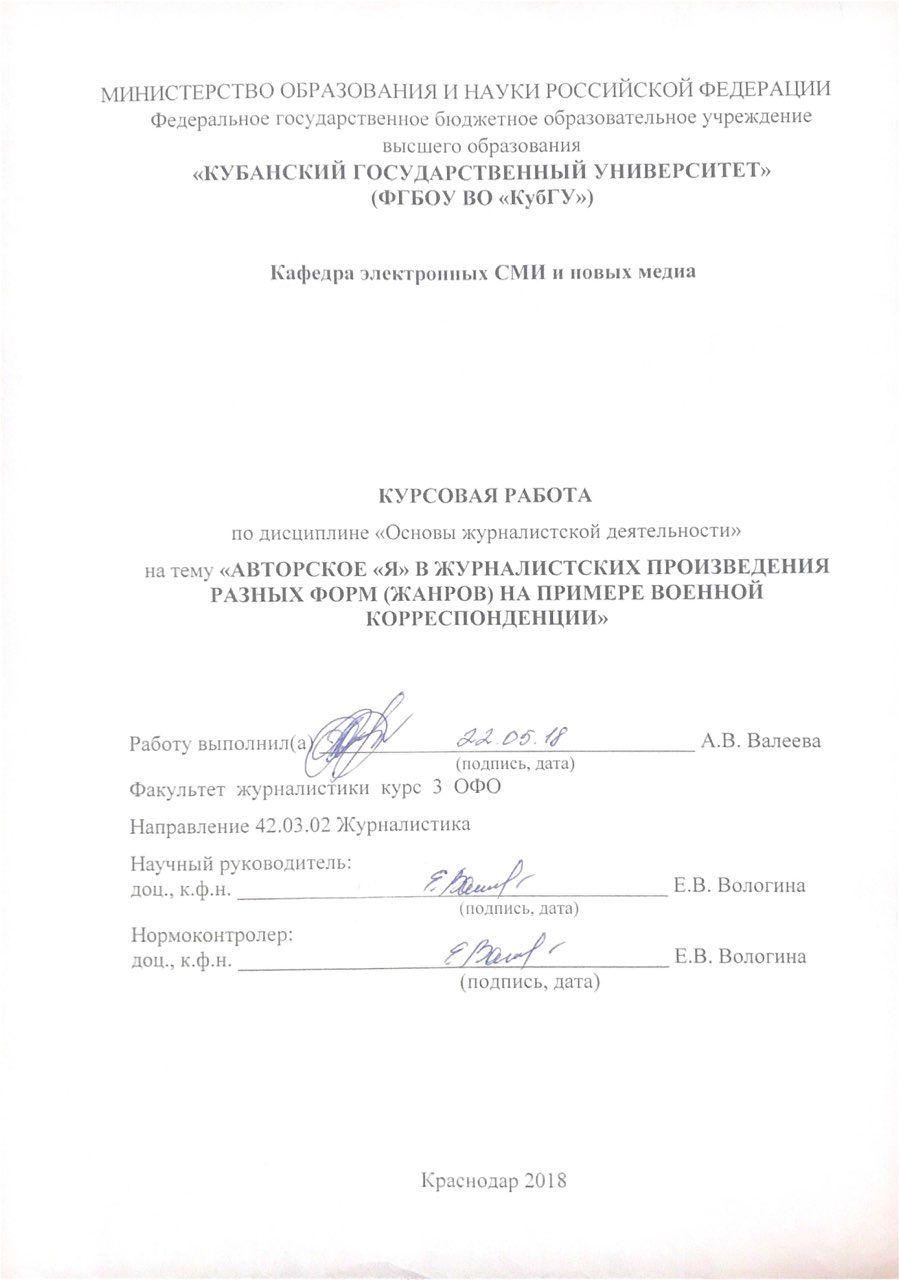 МИНИСТЕРСТВО ОБРАЗОВАНИЯ И НАУКИ РОССИЙСКОЙ ФЕДЕРАЦИИ
Федеральное государственное бюджетное образовательное учреждение
высшего образования
«КУБАНСКИЙ ГОСУДАРСТВЕННЫЙ УНИВЕРСИТЕТ»
(ФГБОУ ВО «КубГУ»)
Кафедра электронных СМИ и новых медиа
КУРСОВАЯ РАБОТА
по дисциплине «Основы журналистской деятельности»
на тему «АВТОРСКОЕ «Я» В ЖУРНАЛИСТСКИХ ПРОИЗВЕДЕНИЯ
РАЗНЫХ ФОРМ (ЖАНРОВ) НА ПРИМЕРЕ ВОЕННОЙ
КОРРЕСПОНДЕНЦИИ»
Работу выполнил(а) 22.05.18 А.В. Валеева
(подпись, дата)
Факультет журналистики курс 3 ОФО
Направление 42.03.02 Журналистика
Научный руководитель:
доц., к.ф.н. Е.В. Вологина
(подпись, дата)
Нормоконтролер:
доц., к.ф.н. Е.В. Вологина
(подпись, дата)
Краснодар 2018